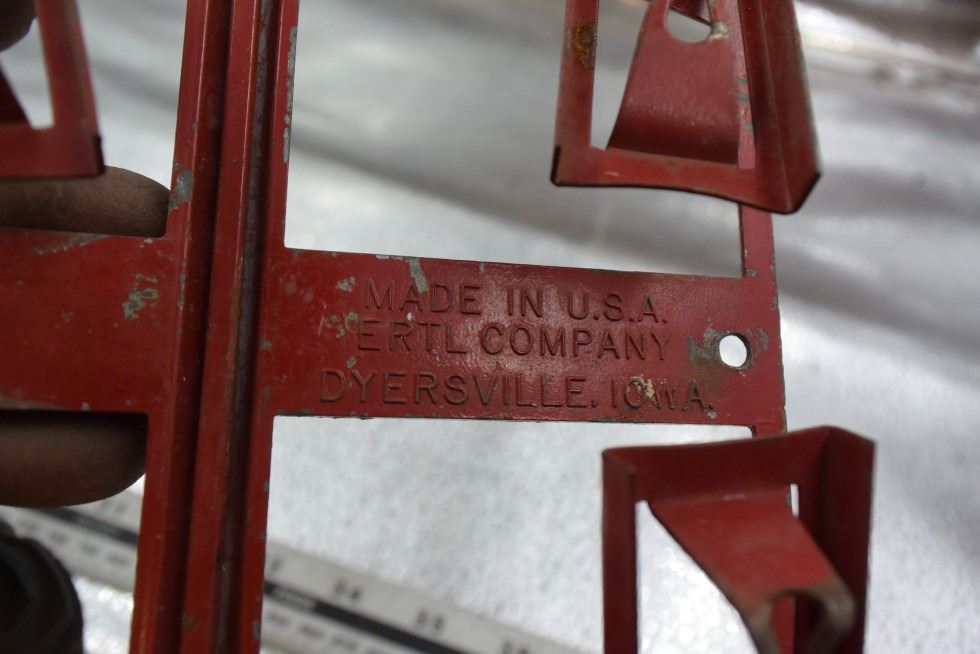 MADE IN U.S.A.
ERTL COMPANY
DYERSVILLE, IOWA.